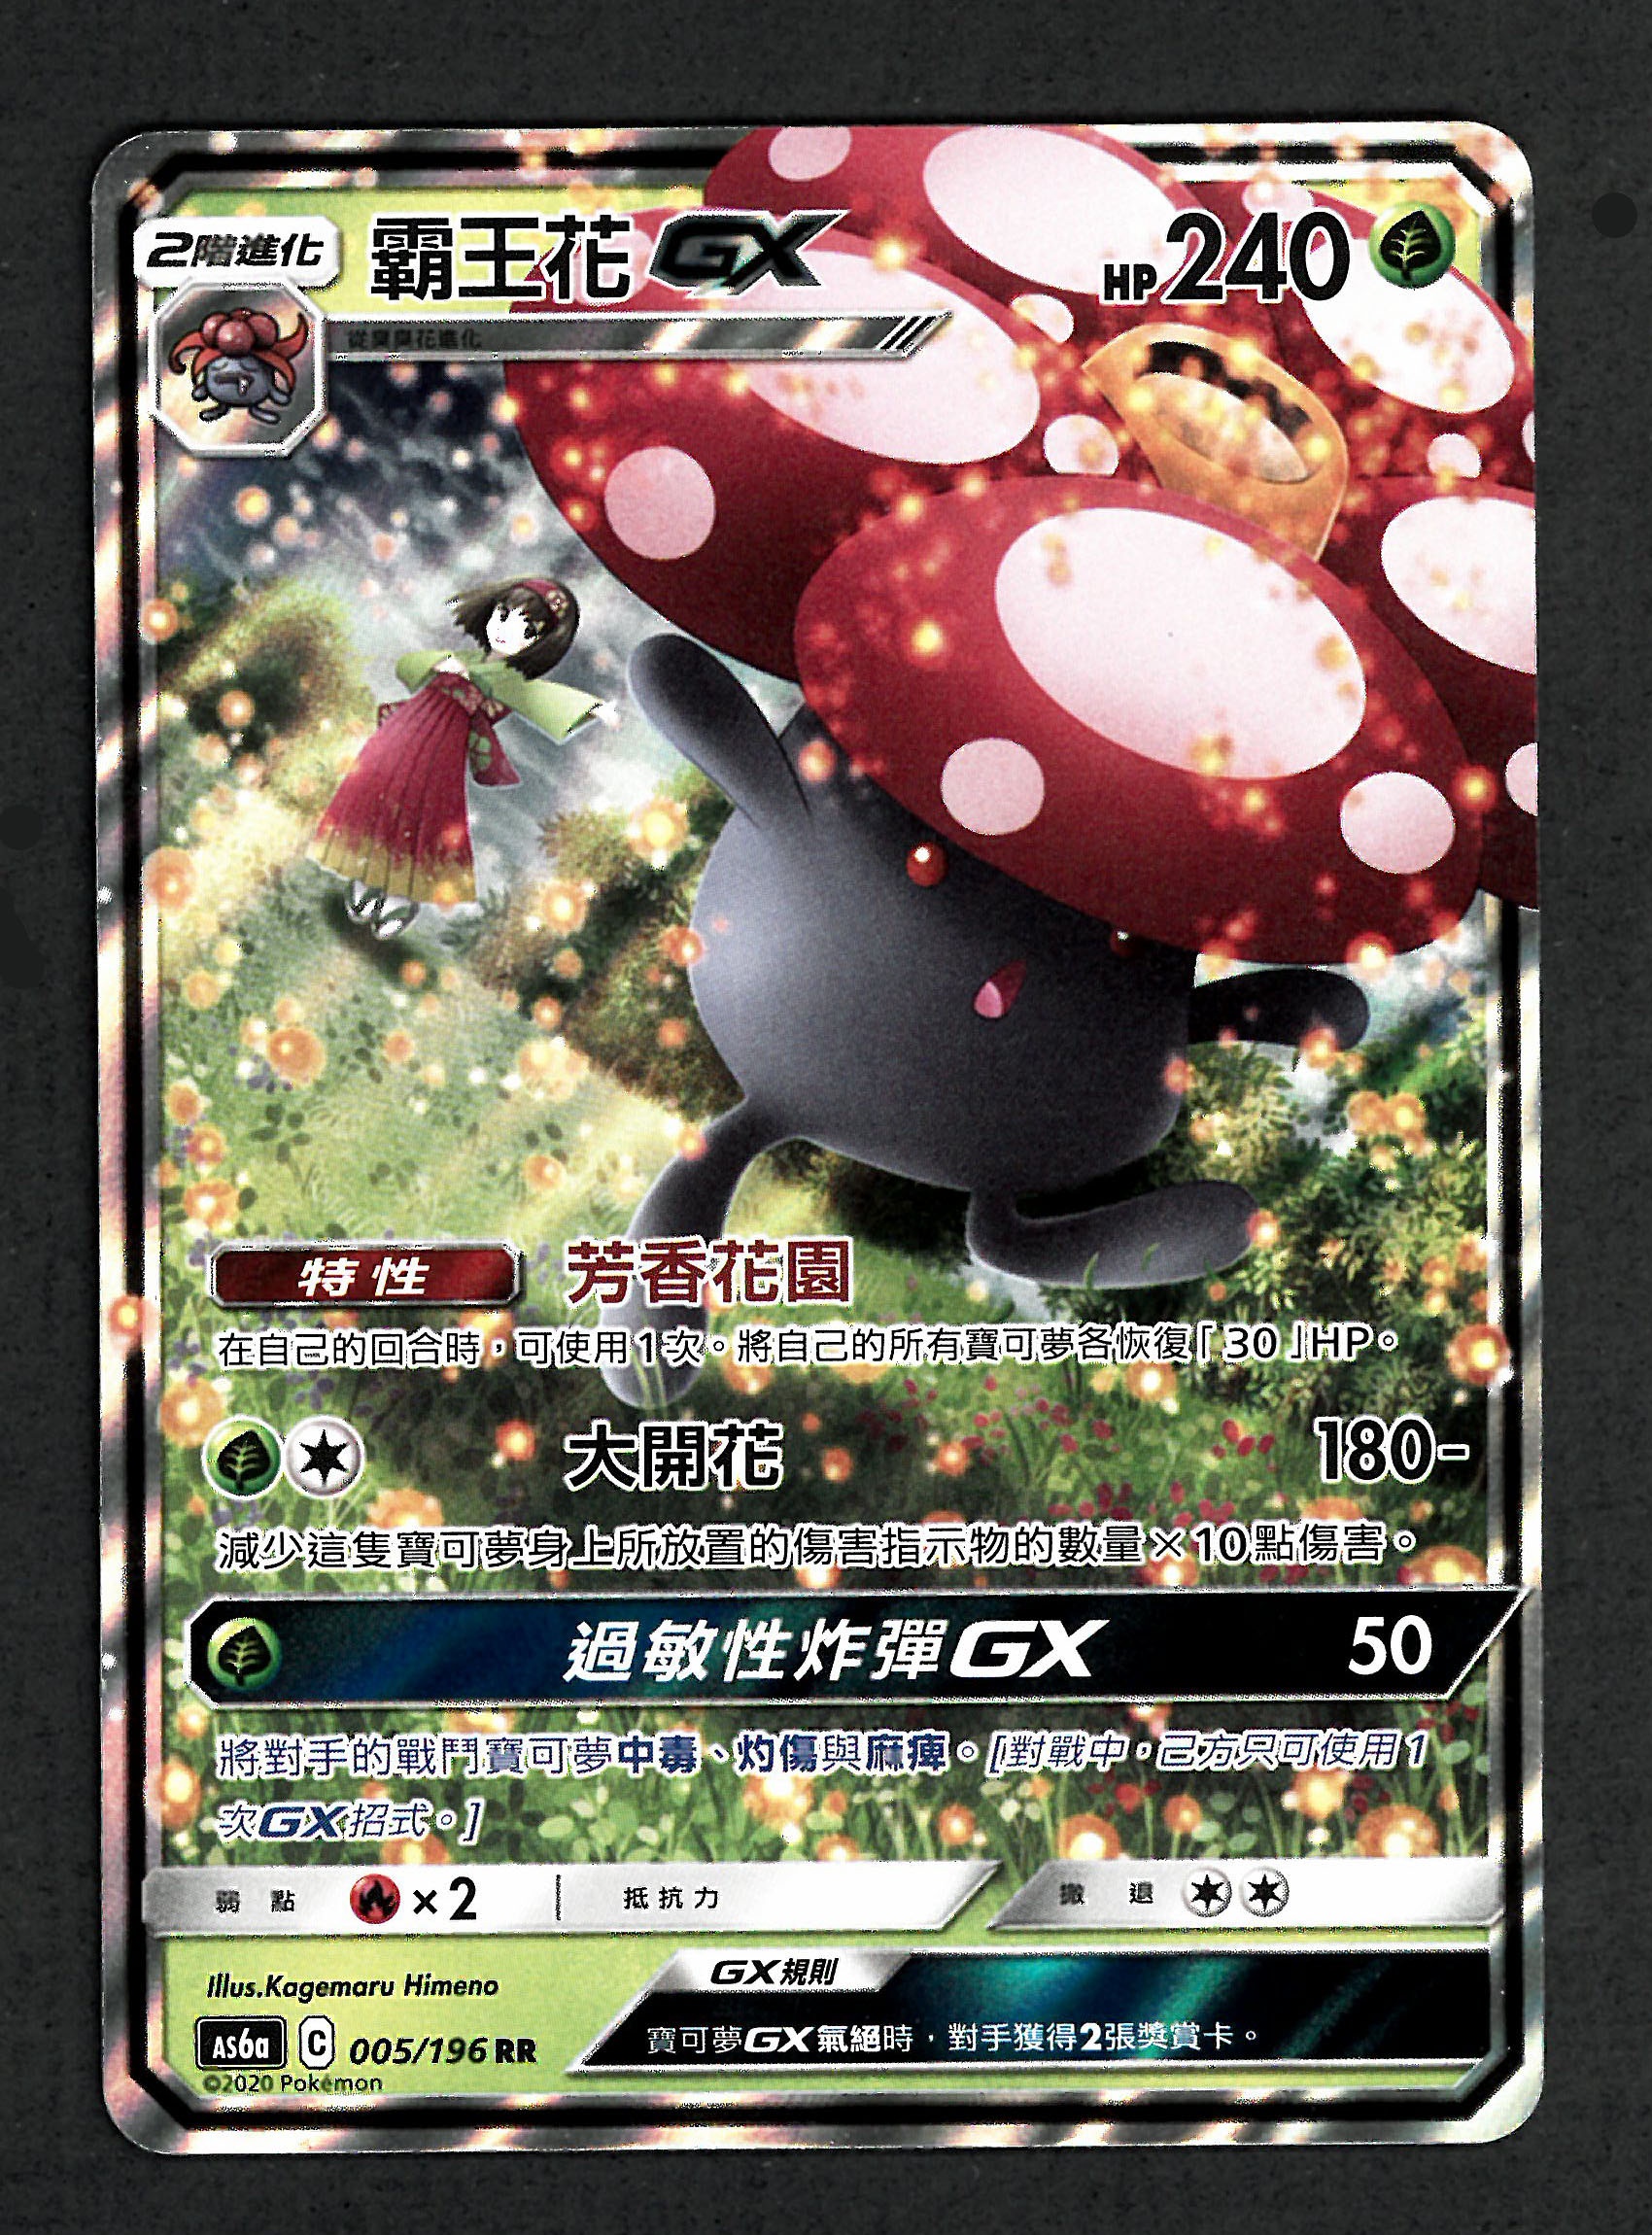 2階進化
霸王花GX
HP240
從臭臭花進化
特性 芳香花園
在自己的回合時，可使用1次。將自己的所有寶可夢各恢復「30」HP。
大開花 180-
減少這隻寶可夢身上所放置的傷害指示物的數量×10點傷害。
過敏性炸彈GX 50
將對手的戰鬥寶可夢中毒、灼傷與麻痺。[對戰中，己方只可使用1
次GX招式。]
弱點 ×2 抵抗力 撤退
Illus.Kagemaru Himeno
GX規則
寶可夢GX氣絕時，對手獲得2張獎賞卡。
AS6a C 005/196 RR
©2020 Pokémon